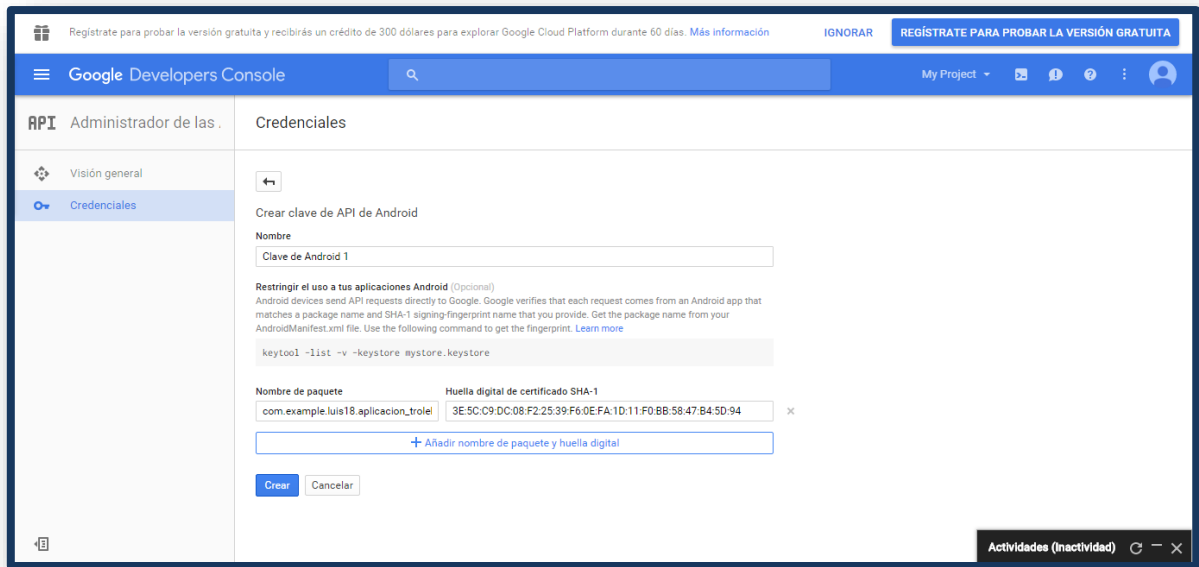 Regístrate para probar la versión gratuita y recibirás un crédito de 300 dólares para explorar Google Cloud Platform durante 60 días. Más información
IGNORAR
REGÍSTRATE PARA PROBAR LA VERSIÓN GRATUITA
Google Developers Console
My Project
API Administrador de las .
Credenciales
Visión general
Credenciales
Crear clave de API de Android
Nombre
Clave de Android 1
Restringir el uso a tus aplicaciones Android (Opcional)
Android devices send API requests directly to Google. Google verifies that each request comes from an Android app that
matches a package name and SHA-1 signing-fingerprint name that you provide. Get the package name from your
AndroidManifest.xml file. Use the following command to get the fingerprint. Learn more
keytool -list -v -keystore mystore.keystore
Nombre de paquete
Huella digital de certificado SHA-1
com.example.luis18.aplicacion_trolel
3E:5C:C9:DC:08:F2:25:39:F6:0E:FA:1D:11:F0:BB:58:47:B4:5D:94
+ Añadir nombre de paquete y huella digital
Crear
Cancelar
Actividades (Inactividad)